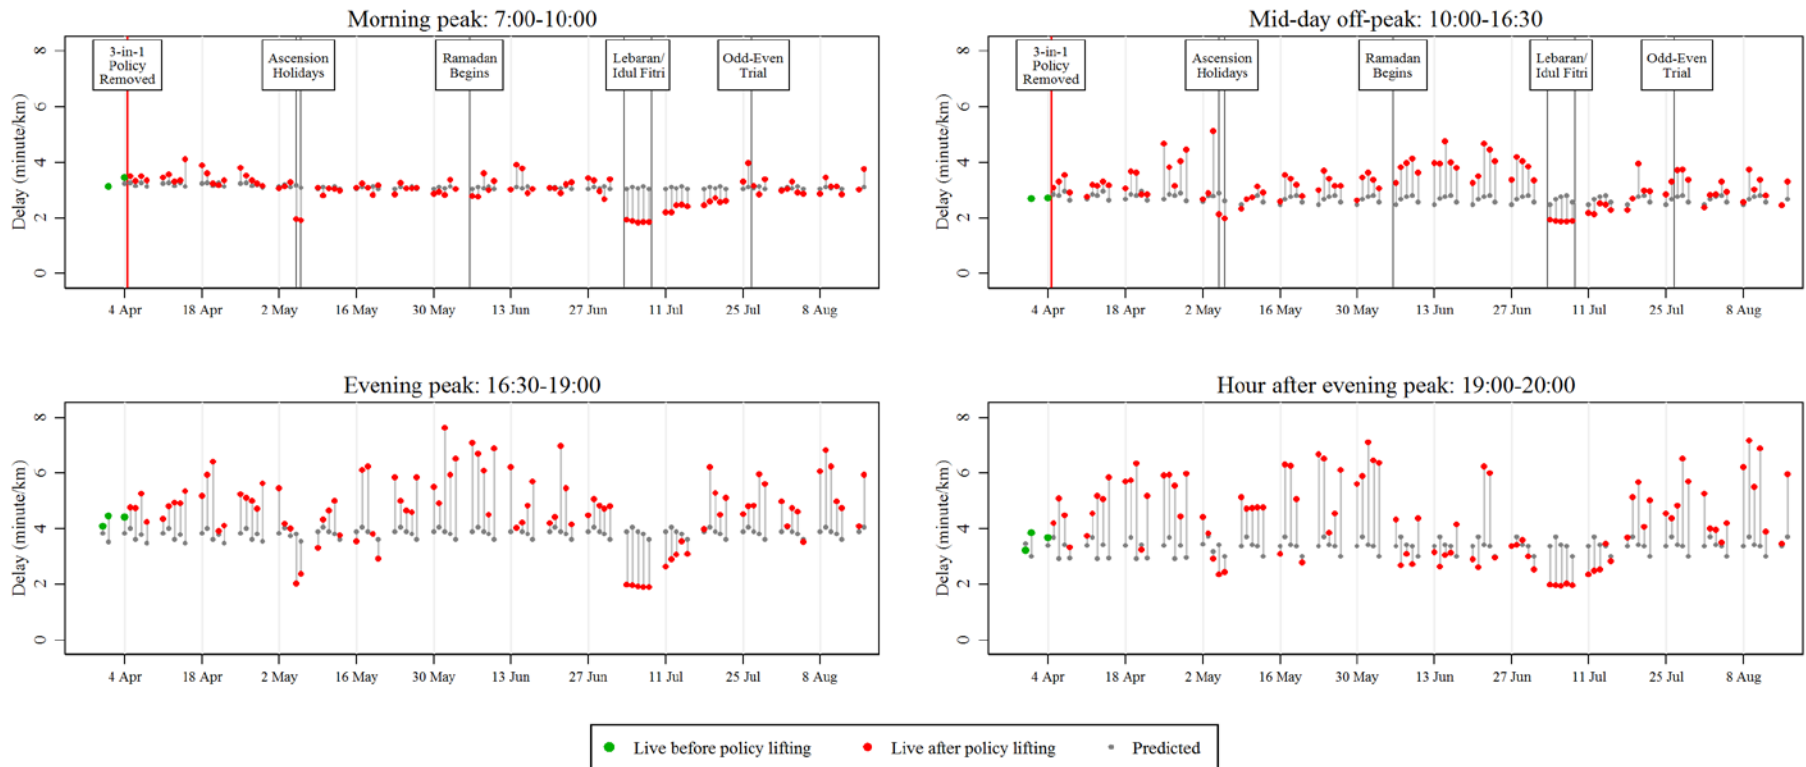 Morning peak: 7:00-10:00
Delay (minute/km)
0
2
4
6
8
3-in-1
Policy
Removed
Ascension
Holidays
Ramadan
Begins
Lebaran/
Idul Fitri
Odd-Even
Trial
4 Apr
18 Apr
2 May
16 May
30 May
13 Jun
27 Jun
11 Jul
25 Jul
8 Aug
Mid-day off-peak: 10:00-16:30
Delay (minute/km)
0
2
4
6
8
3-in-1
Policy
Removed
Ascension
Holidays
Ramadan
Begins
Lebaran/
Idul Fitri
Odd-Even
Trial
4 Apr
18 Apr
2 May
16 May
30 May
13 Jun
27 Jun
11 Jul
25 Jul
8 Aug
Evening peak: 16:30-19:00
Delay (minute/km)
0
2
4
6
8
4 Apr
18 Apr
2 May
16 May
30 May
13 Jun
27 Jun
11 Jul
25 Jul
8 Aug
Hour after evening peak: 19:00-20:00
Delay (minute/km)
0
2
4
6
8
4 Apr
18 Apr
2 May
16 May
30 May
13 Jun
27 Jun
11 Jul
25 Jul
8 Aug
Live before policy lifting
Live after policy lifting
Predicted